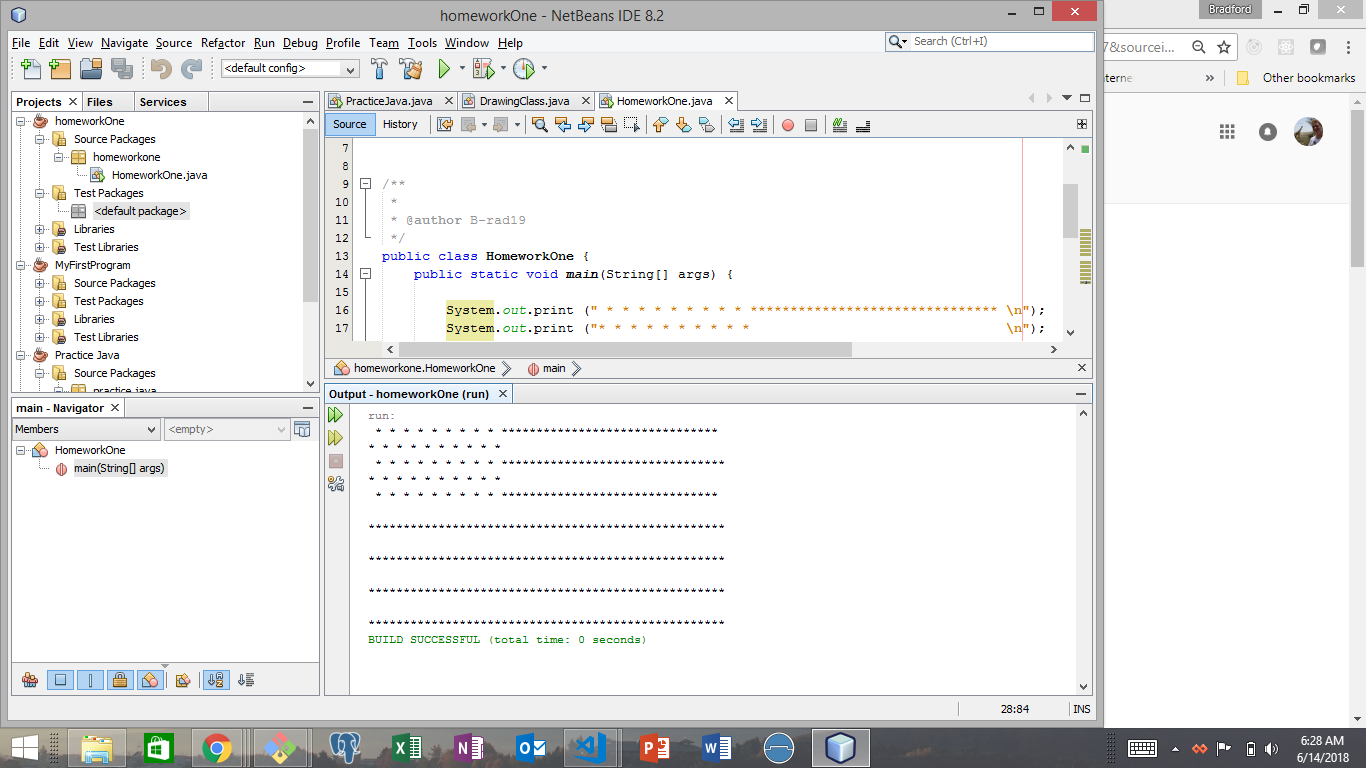 homeworkOne - NetBeans IDE 8.2
Bradford
File Edit View Navigate Source Refactor Run Debug Profile Team Tools Window Help
Search (Ctrl+I)
7&sourcei...
<default config>
Other bookmarks
Projects Files Services
PracticeJava.java DrawingClass.java HomeworkOne.java
Source History
homeworkOne
Source Packages
homeworkone
HomeworkOne.java
Test Packages
<default package>
Libraries
Test Libraries
MyFirstProgram
Source Packages
Test Packages
Libraries
Test Libraries
Practice Java
Source Packages
practice.java
7
8
9 /**
10 *
11 * @author B-rad19
12 */
13 public class HomeworkOne {
14 public static void main(String[] args) {
15
16 System.out.print (" * * * * * * * * * ******************************* \n");
17 System.out.print ("* * * * * * * * * * \n");
homeworkone.HomeworkOne main
main - Navigator
Members <empty>
HomeworkOne
main(String[] args)
Output - homeworkOne (run)
run:
 * * * * * * * * * *******************************
* * * * * * * * * *
 * * * * * * * * * ********************************
* * * * * * * * * *
 * * * * * * * * * *******************************
***************************************************
***************************************************
***************************************************
***************************************************
BUILD SUCCESSFUL (total time: 0 seconds)
28:84 INS
6:28 AM
6/14/2018